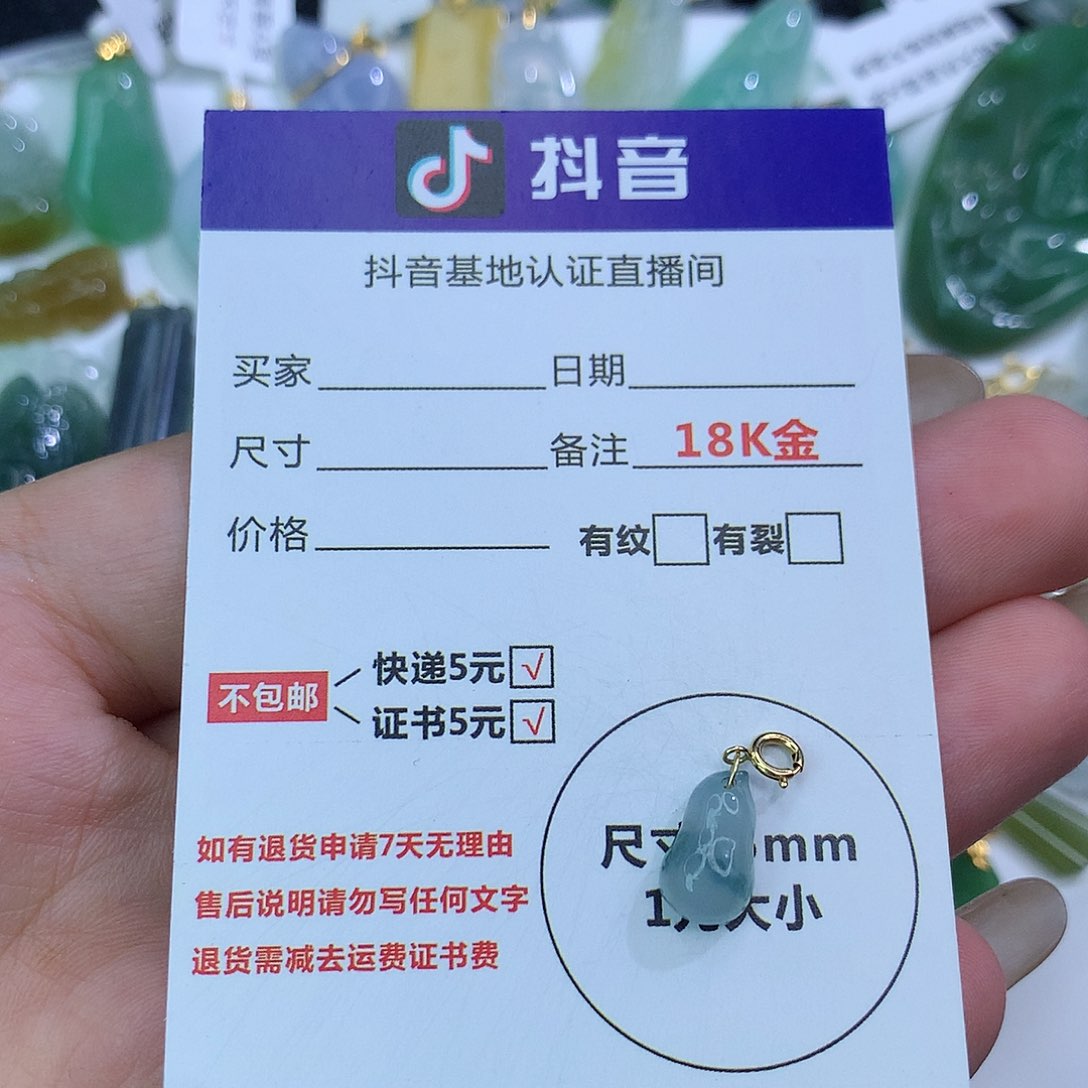 抖音
抖音基地认证直播间
买家 日期
尺寸 备注 18K金
价格 有纹 有裂
不包邮
快递5元 √
证书5元 √
如有退货申请7天无理由
售后说明请勿写任何文字
退货需减去运费证书费
尺 mm
1 大小